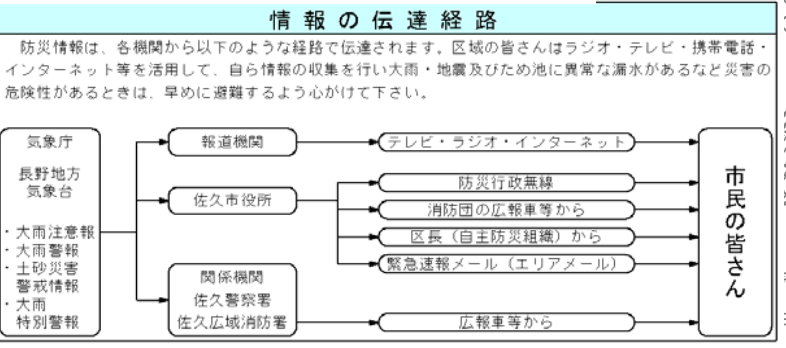 情報の伝達経路
防災情報は、各機関から以下のような経路で伝達されます。区域の皆さんはラジオ・テレビ・携帯電話・
インターネット等を活用して、自ら情報の収集を行い大雨・地震及びため池に異常な漏水があるなど災害の
危険性があるときは、早めに避難するよう心がけて下さい。
気象庁
長野地方
気象台
・大雨注意報
・大雨警報
・土砂災害
警戒情報
・大雨
特別警報
報道機関
佐久市役所
関係機関
佐久警察署
佐久広域消防署
テレビ・ラジオ・インターネット
防災行政無線
消防団の広報車等から
区長（自主防災組織）から
緊急速報メール（エリアメール）
広報車等から
市民の皆さん